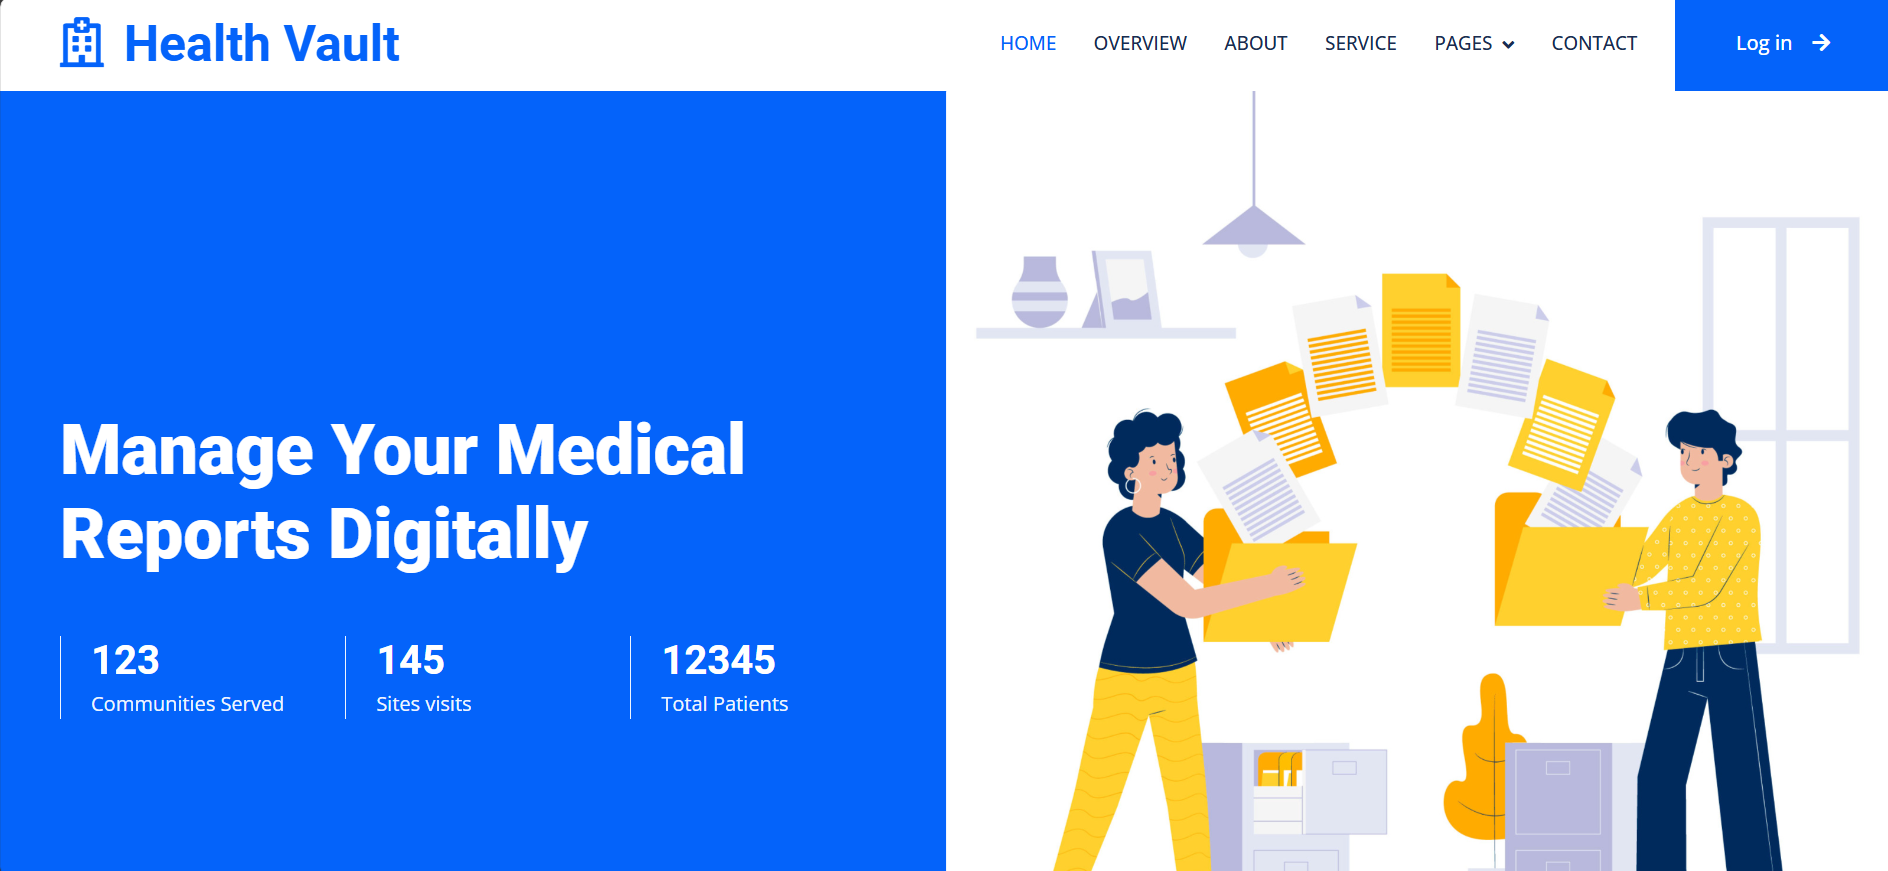 Health Vault
HOME OVERVIEW ABOUT SERVICE PAGES CONTACT Log in
Manage Your Medical
Reports Digitally
123 145 12345
Communities Served Sites visits Total Patients